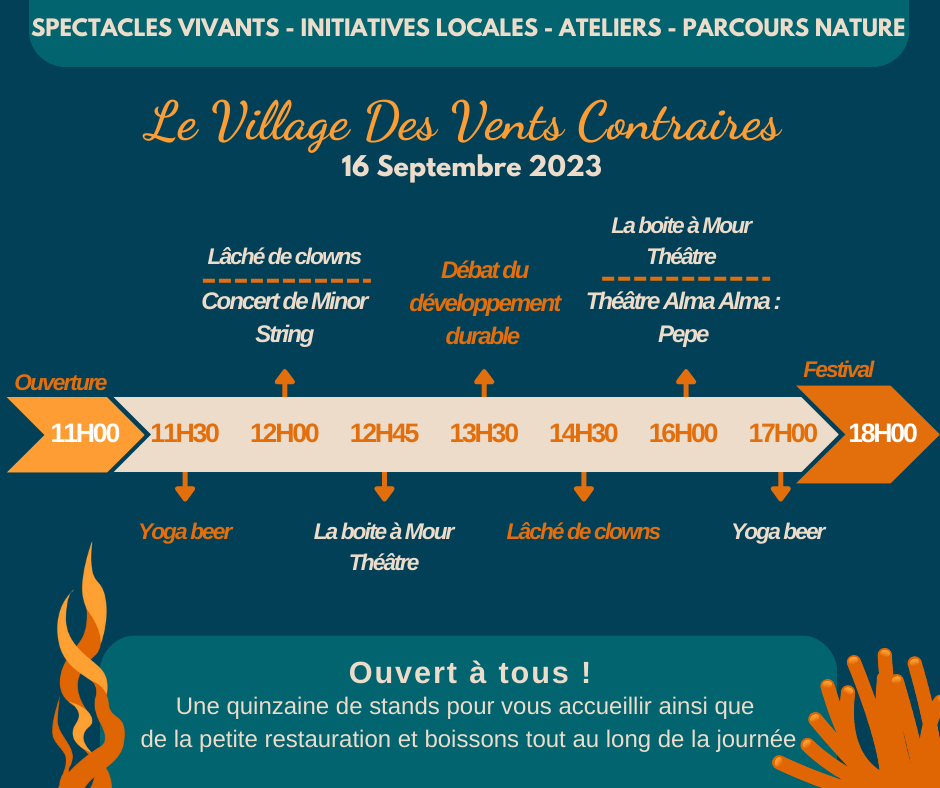 SPECTACLES VIVANTS - INITIATIVES LOCALES - ATELIERS - PARCOURS NATURE
Le Village Des Vents Contraires
16 Septembre 2023
Lâché de clowns
Concert de Minor
String
Débat du
développement
durable
La boite à Mour
Théâtre
Théâtre Alma Alma :
Pepe
Ouverture
Festival
11H00 11H30 12H00 12H45 13H30 14H30 16H00 17H00 18H00
Yoga beer
La boite à Mour
Théâtre
Lâché de clowns
Yoga beer
Ouvert à tous !
Une quinzaine de stands pour vous accueillir ainsi que
de la petite restauration et boissons tout au long de la journée